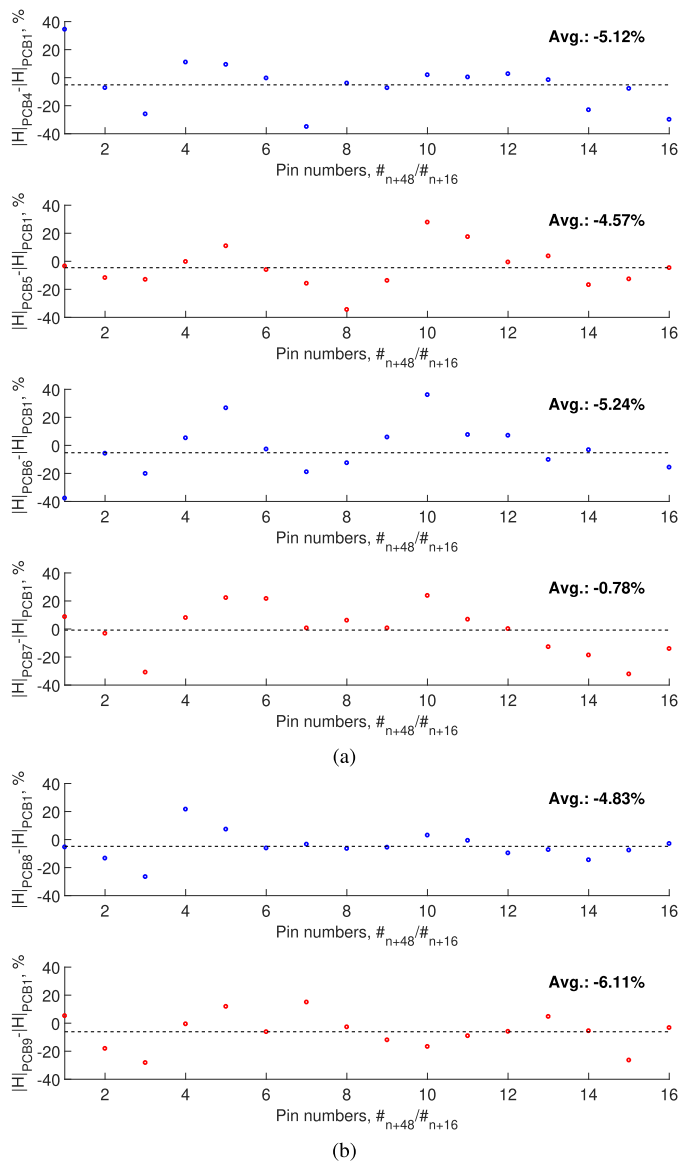 |H|PCB4-|H|PCB1, %
40
20
0
-20
-40
Avg.: -5.12%
2 4 6 8 10 12 14 16
Pin numbers, #n+48/#n+16
|H|PCB5-|H|PCB1, %
40
20
0
-20
-40
Avg.: -4.57%
2 4 6 8 10 12 14 16
Pin numbers, #n+48/#n+16
|H|PCB6-|H|PCB1, %
40
20
0
-20
-40
Avg.: -5.24%
2 4 6 8 10 12 14 16
Pin numbers, #n+48/#n+16
|H|PCB7-|H|PCB1, %
40
20
0
-20
-40
Avg.: -0.78%
2 4 6 8 10 12 14 16
Pin numbers, #n+48/#n+16
(a)
|H|PCB8-|H|PCB1, %
40
20
0
-20
-40
Avg.: -4.83%
2 4 6 8 10 12 14 16
Pin numbers, #n+48/#n+16
|H|PCB9-|H|PCB1, %
40
20
0
-20
-40
Avg.: -6.11%
2 4 6 8 10 12 14 16
Pin numbers, #n+48/#n+16
(b)